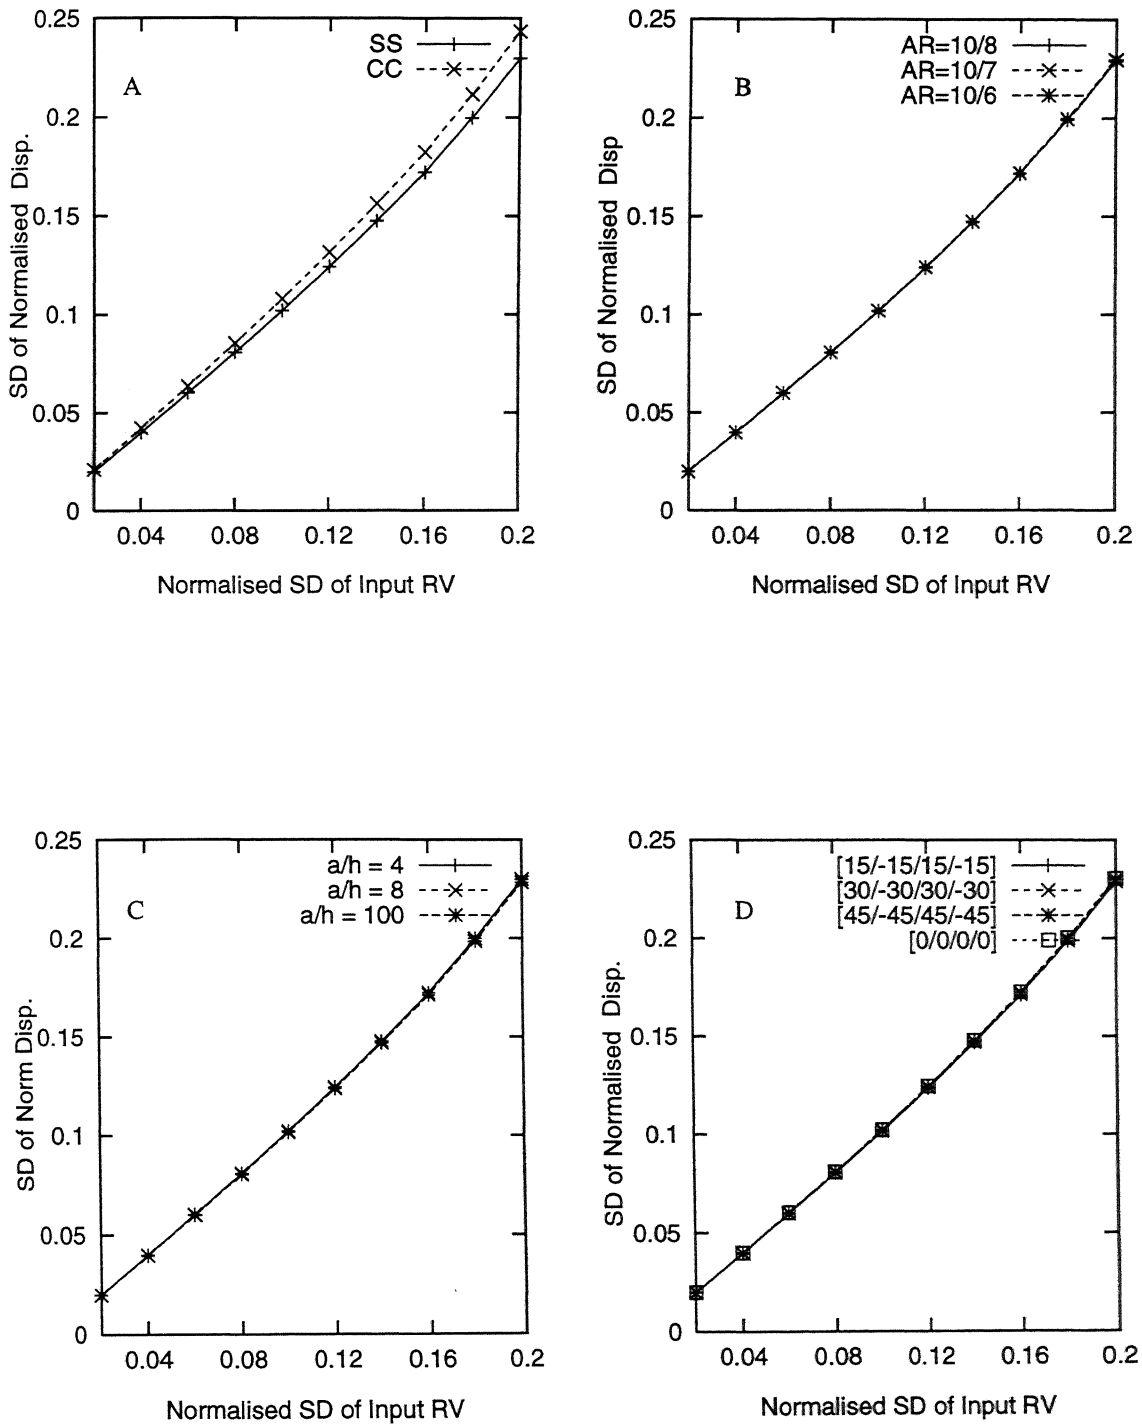 0.25
0.2
0.15
0.1
0.05
0
SS
CC
A
SD of Normalised Disp.
0.04 0.08 0.12 0.16 0.2
Normalised SD of Input RV
0.25
0.2
0.15
0.1
0.05
0
AR=10/8
AR=10/7
AR=10/6
B
SD of Normalised Disp
0.04 0.08 0.12 0.16 0.2
Normalised SD of Input RV
0.25
0.2
0.15
0.1
0.05
0
a/h = 4
a/h = 8
a/h = 100
C
SD of Norm Disp.
0.04 0.08 0.12 0.16 0.2
Normalised SD of Input RV
0.25
0.2
0.15
0.1
0.05
0
[15/-15/15/-15]
[30/-30/30/-30]
[45/-45/45/-45]
[0/0/0/0]
D
SD of Normalised Disp.
0.04 0.08 0.12 0.16 0.2
Normalised SD of Input RV